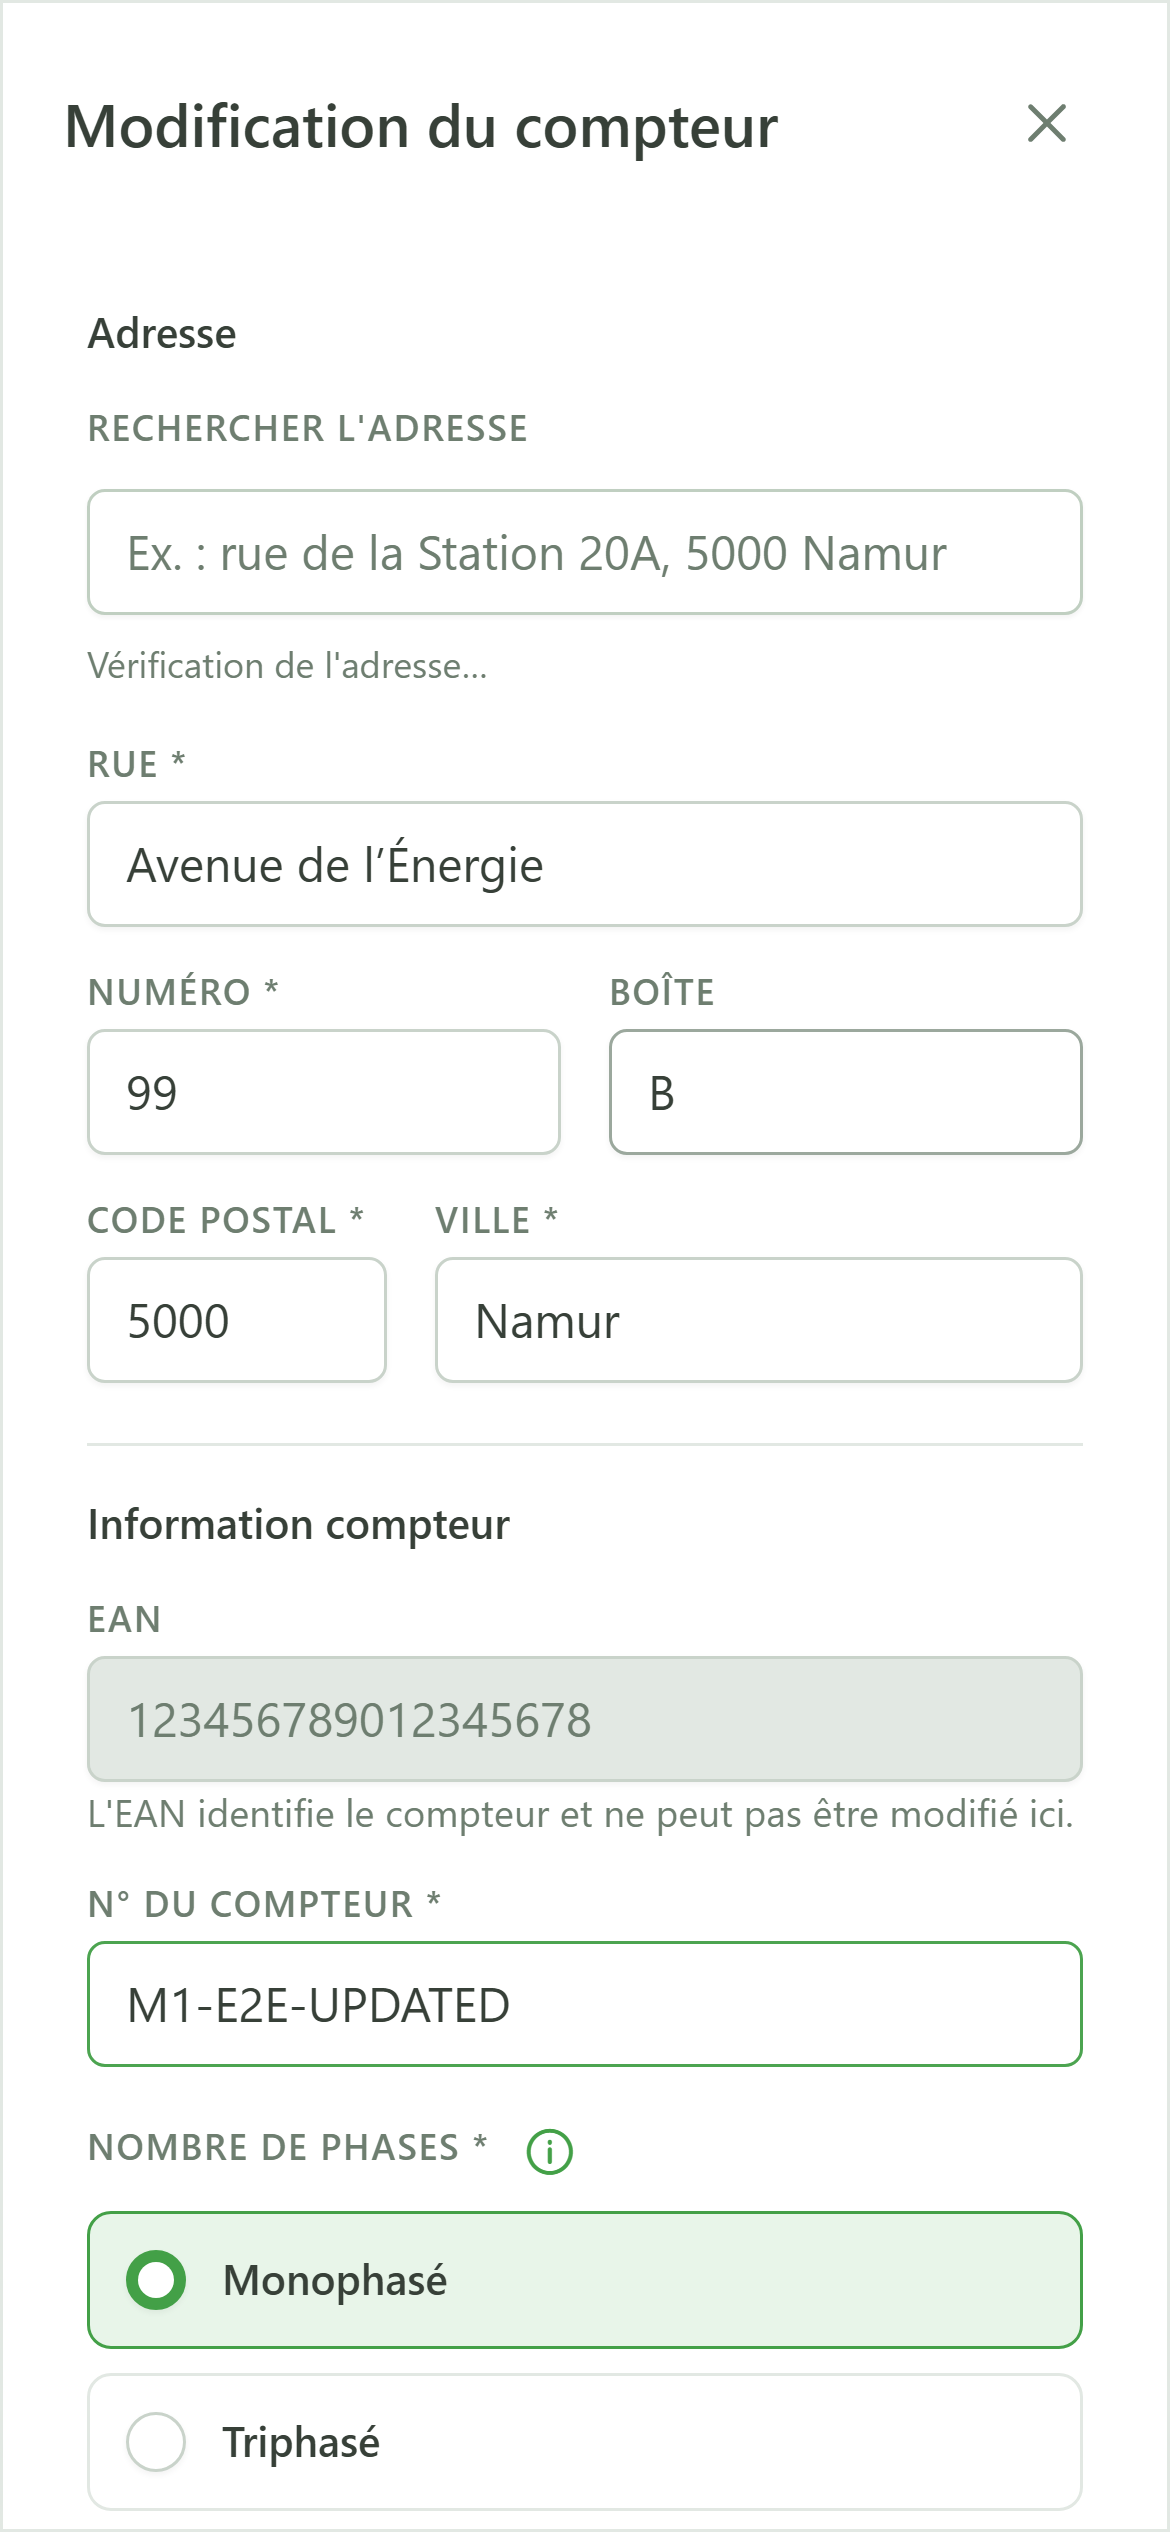 Modification du compteur
Adresse
RECHERCHER L'ADRESSE
Ex. : rue de la Station 20A, 5000 Namur
Vérification de l'adresse...
RUE *
Avenue de l’Énergie
NUMÉRO *
BOÎTE
99
B
CODE POSTAL *
VILLE *
5000
Namur
Information compteur
EAN
123456789012345678
L'EAN identifie le compteur et ne peut pas être modifié ici.
N° DU COMPTEUR *
M1-E2E-UPDATED
NOMBRE DE PHASES *
Monophasé
Triphasé